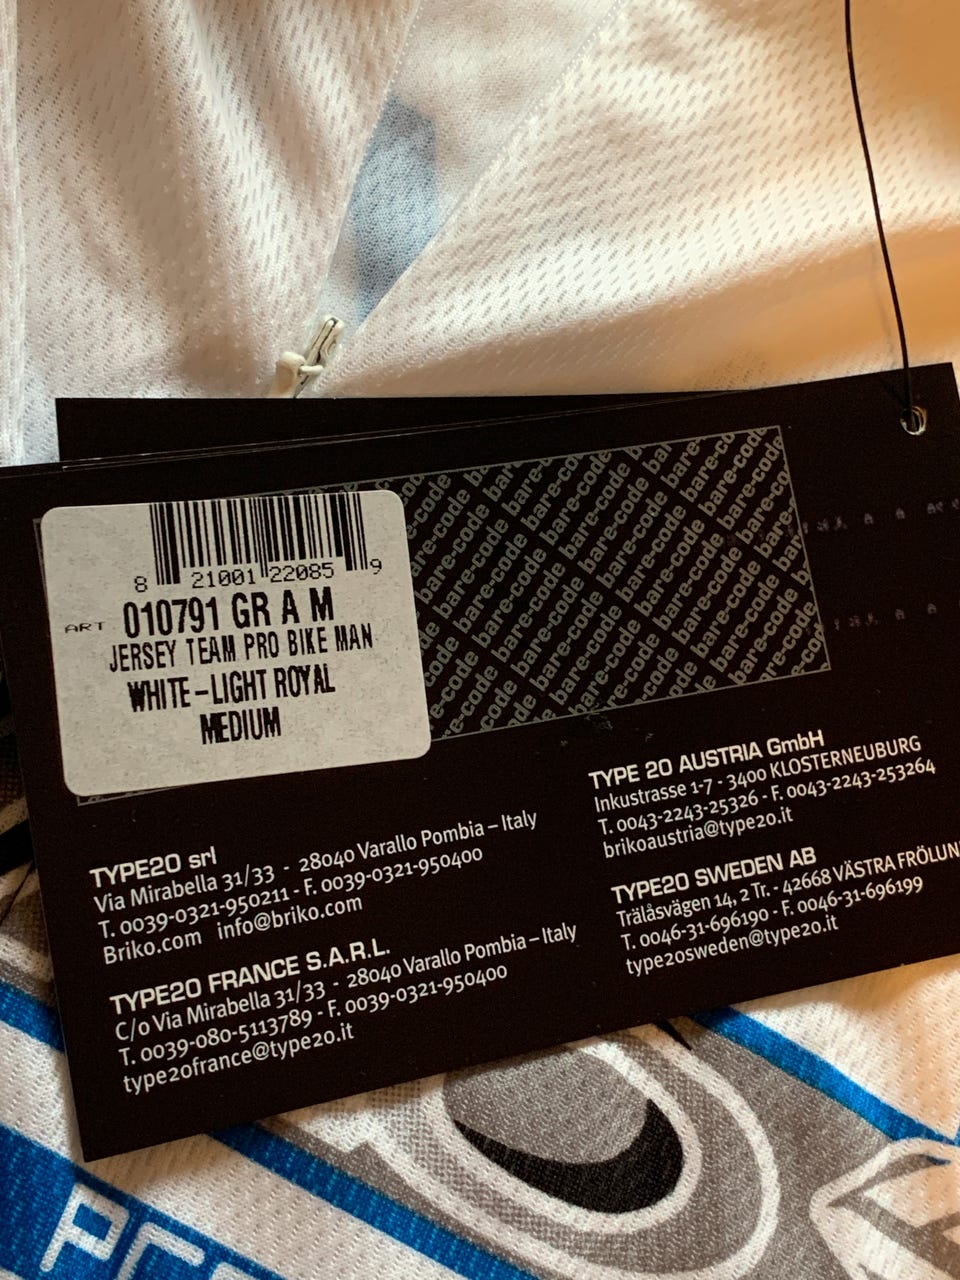 8 21001 22085 9
ART 010791 GR A M
JERSEY TEAM PRO BIKE MAN
WHITE-LIGHT ROYAL
MEDIUM
bare-code
TYPE20 srl
Via Mirabella 31/33 - 28040 Varallo Pombia – Italy
T. 0039-0321-950211 - F. 0039-0321-950400
Briko.com info@briko.com
TYPE20 FRANCE S.A.R.L.
C/o Via Mirabella 31/33 - 28040 Varallo Pombia – Italy
T. 0039-080-5113789 - F. 0039-0321-950400
type20france@type20.it
TYPE 20 AUSTRIA GmbH
Inkustrasse 1-7 - 3400 KLOSTERNEUBURG
T. 0043-2243-25326 - F. 0043-2243-253264
brikoaustria@type20.it
TYPE20 SWEDEN AB
Trälåsvägen 14, 2 Tr. - 42668 VÄSTRA FRÖLUN
T. 0046-31-696190 - F. 0046-31-696199
type20sweden@type20.it